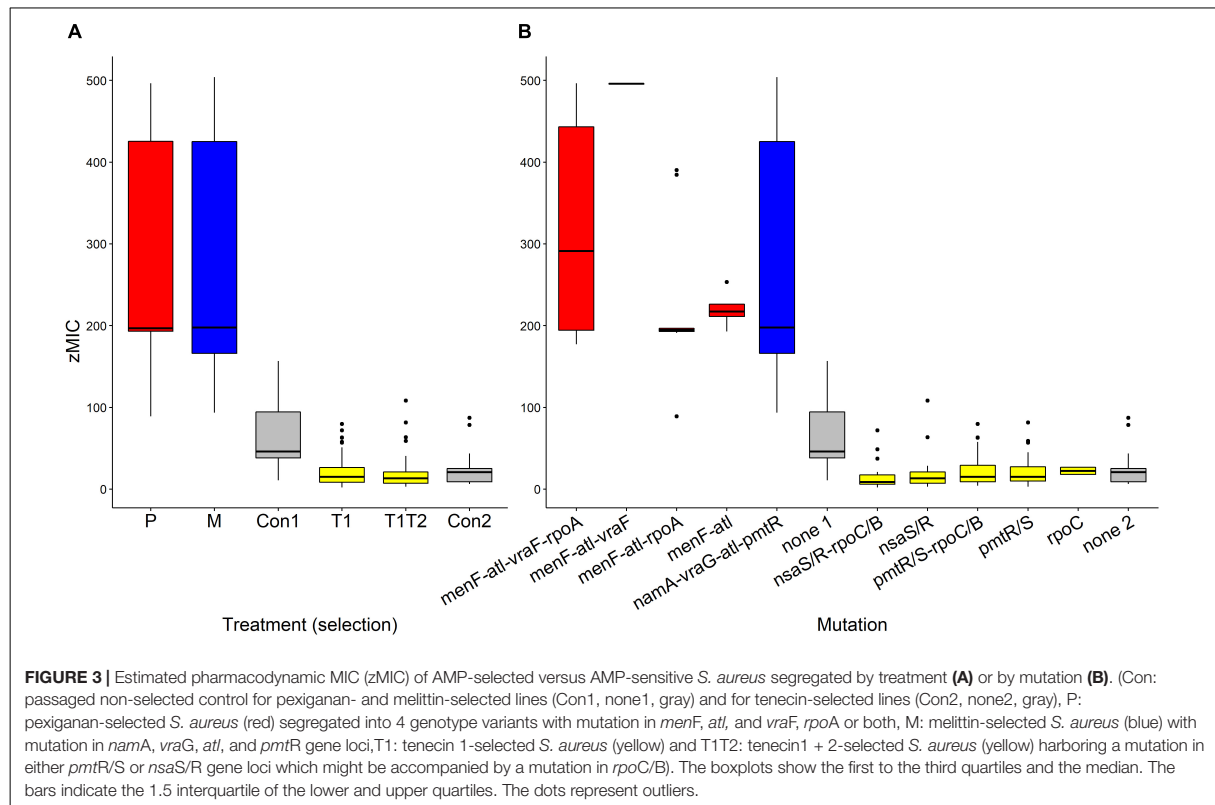 A
B
zMIC
500
400
300
200
100
0
P M Con1 T1 T1T2 Con2
Treatment (selection)
500
400
300
200
100
0
menF-atl-vraF-rpoA
menF-atl-vraF
menF-atl-rpoA
menF-atl
namA-vraG-atl-pmtR
none 1
nsaS/R-rpoC/B
nsaS/R
pmtR/S-rpoC/B
pmtR/S
rpoC
none 2
Mutation
FIGURE 3 | Estimated pharmacodynamic MIC (zMIC) of AMP-selected versus AMP-sensitive S. aureus segregated by treatment (A) or by mutation (B). (Con:
passaged non-selected control for pexiganan- and melittin-selected lines (Con1, none1, gray) and for tenecin-selected lines (Con2, none2, gray), P:
pexiganan-selected S. aureus (red) segregated into 4 genotype variants with mutation in menF, atl, and vraF, rpoA or both, M: melittin-selected S. aureus (blue) with
mutation in namA, vraG, atl, and pmtR gene loci,T1: tenecin 1-selected S. aureus (yellow) and T1T2: tenecin1 + 2-selected S. aureus (yellow) harboring a mutation in
either pmtR/S or nsaS/R gene loci which might be accompanied by a mutation in rpoC/B). The boxplots show the first to the third quartiles and the median. The
bars indicate the 1.5 interquartile of the lower and upper quartiles. The dots represent outliers.